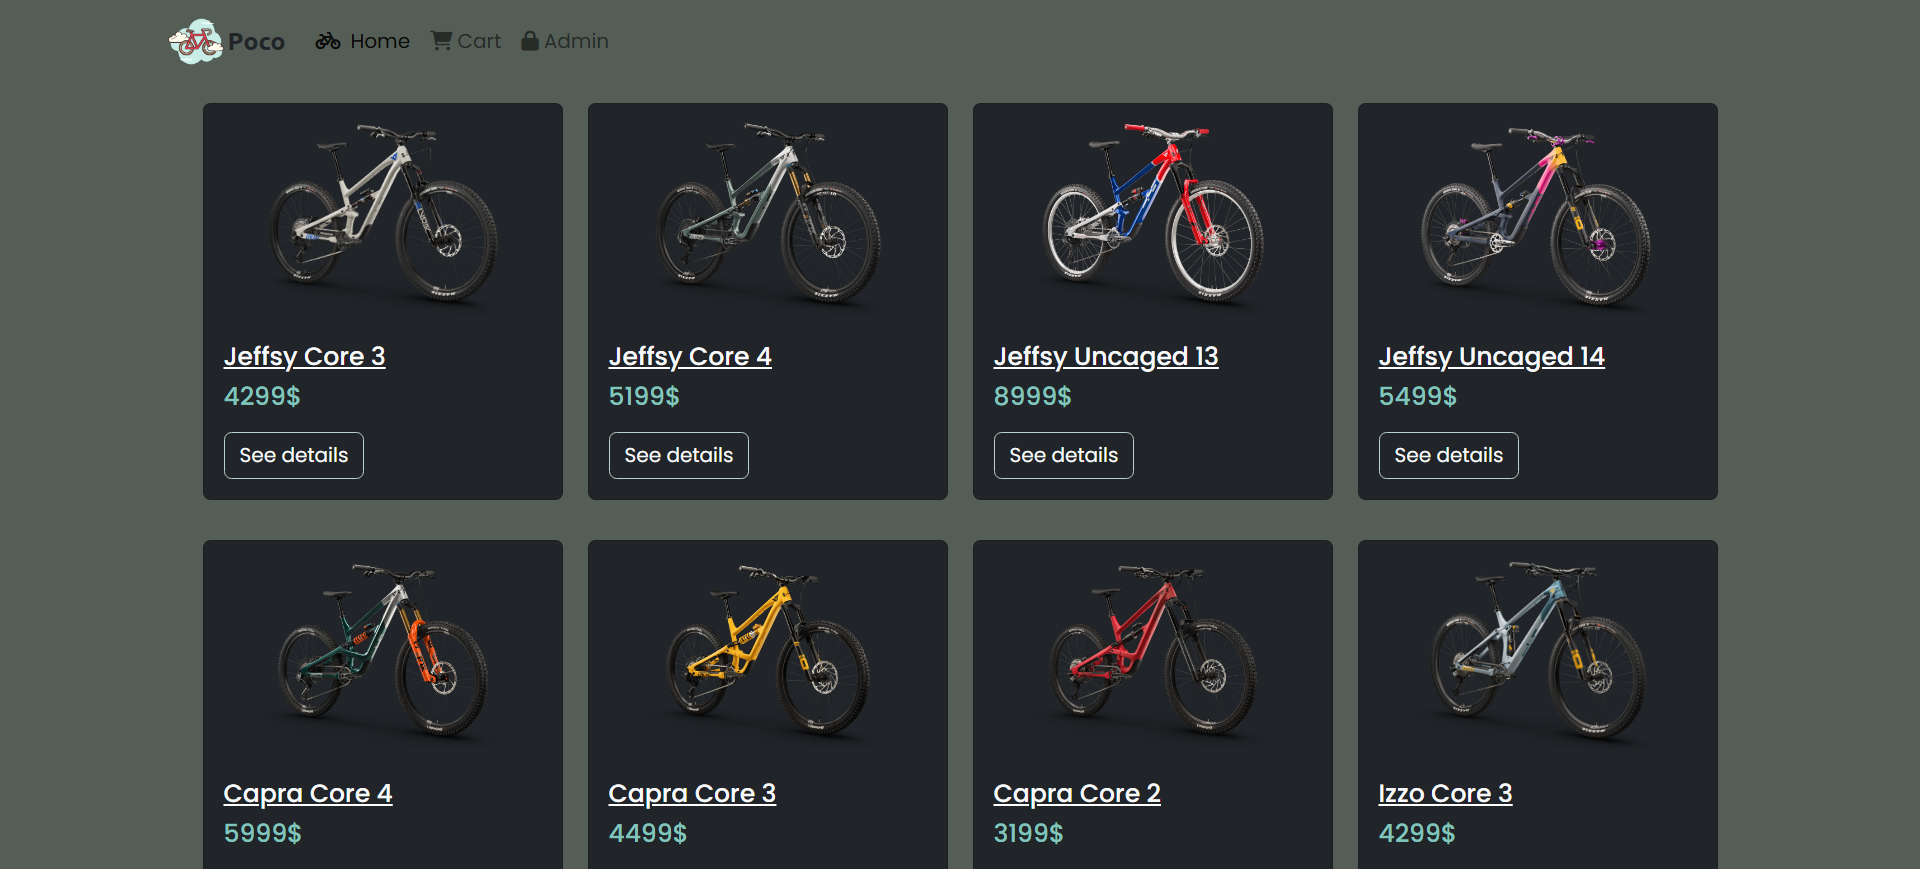 Poco Home Cart Admin
Jeffsy Core 3
4299$
See details
Jeffsy Core 4
5199$
See details
Jeffsy Uncaged 13
8999$
See details
Jeffsy Uncaged 14
5499$
See details
Capra Core 4
5999$
Capra Core 3
4499$
Capra Core 2
3199$
Izzo Core 3
4299$